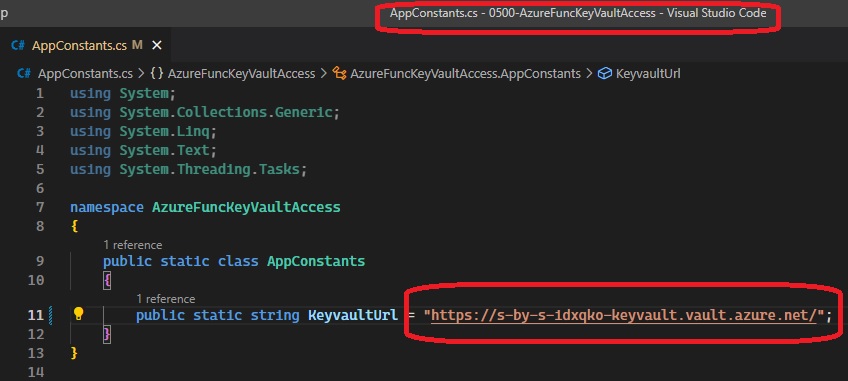 p AppConstants.cs - 0500-AzureFuncKeyVaultAccess - Visual Studio Code
C# AppConstants.cs M ×
C# AppConstants.cs > {} AzureFuncKeyVaultAccess > AzureFuncKeyVaultAccess.AppConstants > KeyvaultUrl
1 using System;
2 using System.Collections.Generic;
3 using System.Linq;
4 using System.Text;
5 using System.Threading.Tasks;
6
7 namespace AzureFuncKeyVaultAccess
8 {
1 reference
9 public static class AppConstants
10 {
1 reference
11 public static string KeyvaultUrl = "https://s-by-s-1dxqko-keyvault.vault.azure.net/";
12 }
13 }
14